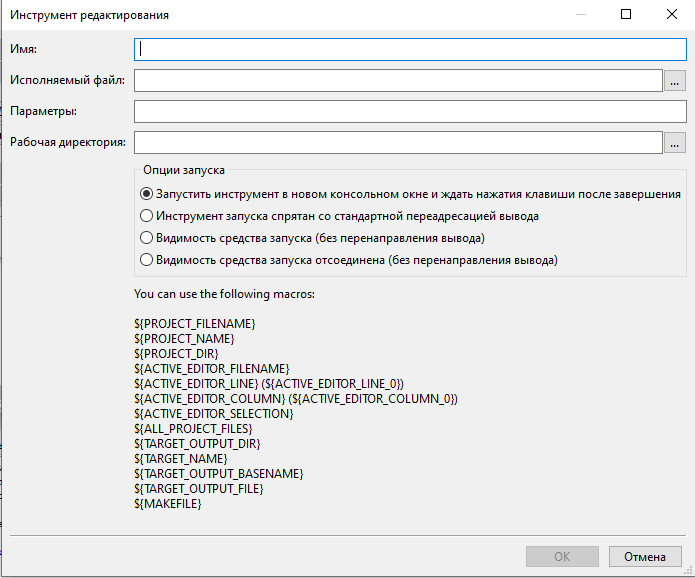 Инструмент редактирования
Имя:
Исполняемый файл:
...
Параметры:
Рабочая директория:
...
Опции запуска
Запустить инструмент в новом консольном окне и ждать нажатия клавиши после завершения
Инструмент запуска спрятан со стандартной переадресацией вывода
Видимость средства запуска (без перенаправления вывода)
Видимость средства запуска отсоединена (без перенаправления вывода)
You can use the following macros:
${PROJECT_FILENAME}
${PROJECT_NAME}
${PROJECT_DIR}
${ACTIVE_EDITOR_FILENAME}
${ACTIVE_EDITOR_LINE} (${ACTIVE_EDITOR_LINE_0})
${ACTIVE_EDITOR_COLUMN} (${ACTIVE_EDITOR_COLUMN_0})
${ACTIVE_EDITOR_SELECTION}
${ALL_PROJECT_FILES}
${TARGET_OUTPUT_DIR}
${TARGET_NAME}
${TARGET_OUTPUT_BASENAME}
${TARGET_OUTPUT_FILE}
${MAKEFILE}
OK
Отмена